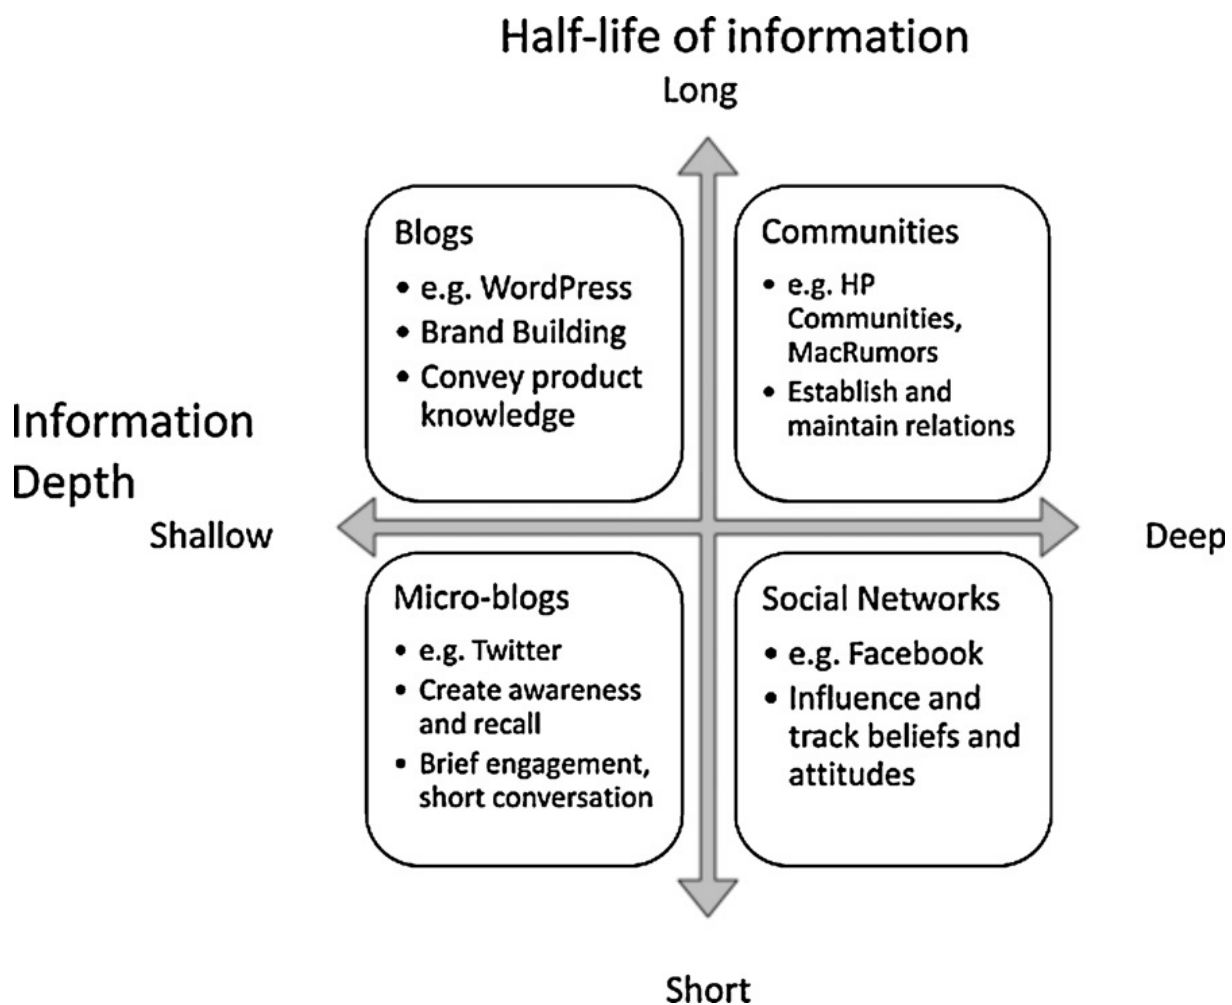 Half-life of information
Long
Blogs
• e.g. WordPress
• Brand Building
• Convey product
knowledge
Communities
• e.g. HP
Communities,
MacRumors
• Establish and
maintain relations
Information
Depth
Shallow
Deep
Micro-blogs
• e.g. Twitter
• Create awareness
and recall
• Brief engagement,
short conversation
Social Networks
• e.g. Facebook
• Influence and
track beliefs and
attitudes
Short